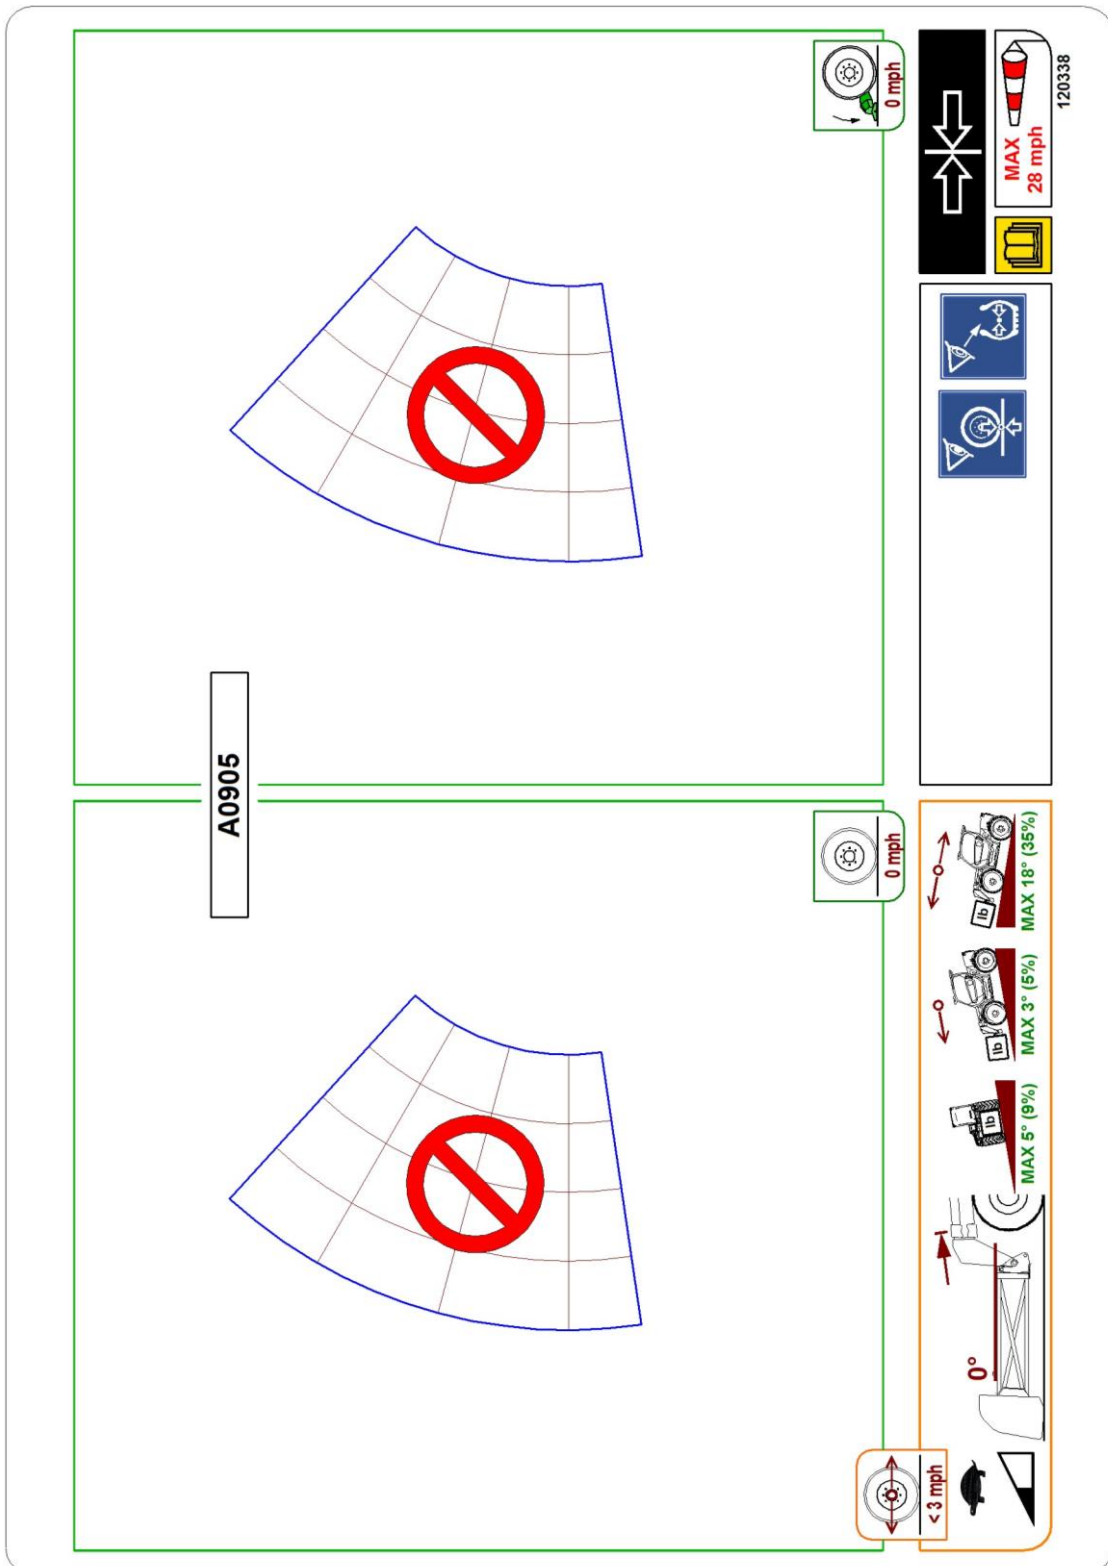 A0905
0 mph
0 mph
MAX
28 mph
120338
< 3 mph
0°
lb
MAX 5° (9%)
lb
MAX 3° (5%)
lb
MAX 18° (35%)